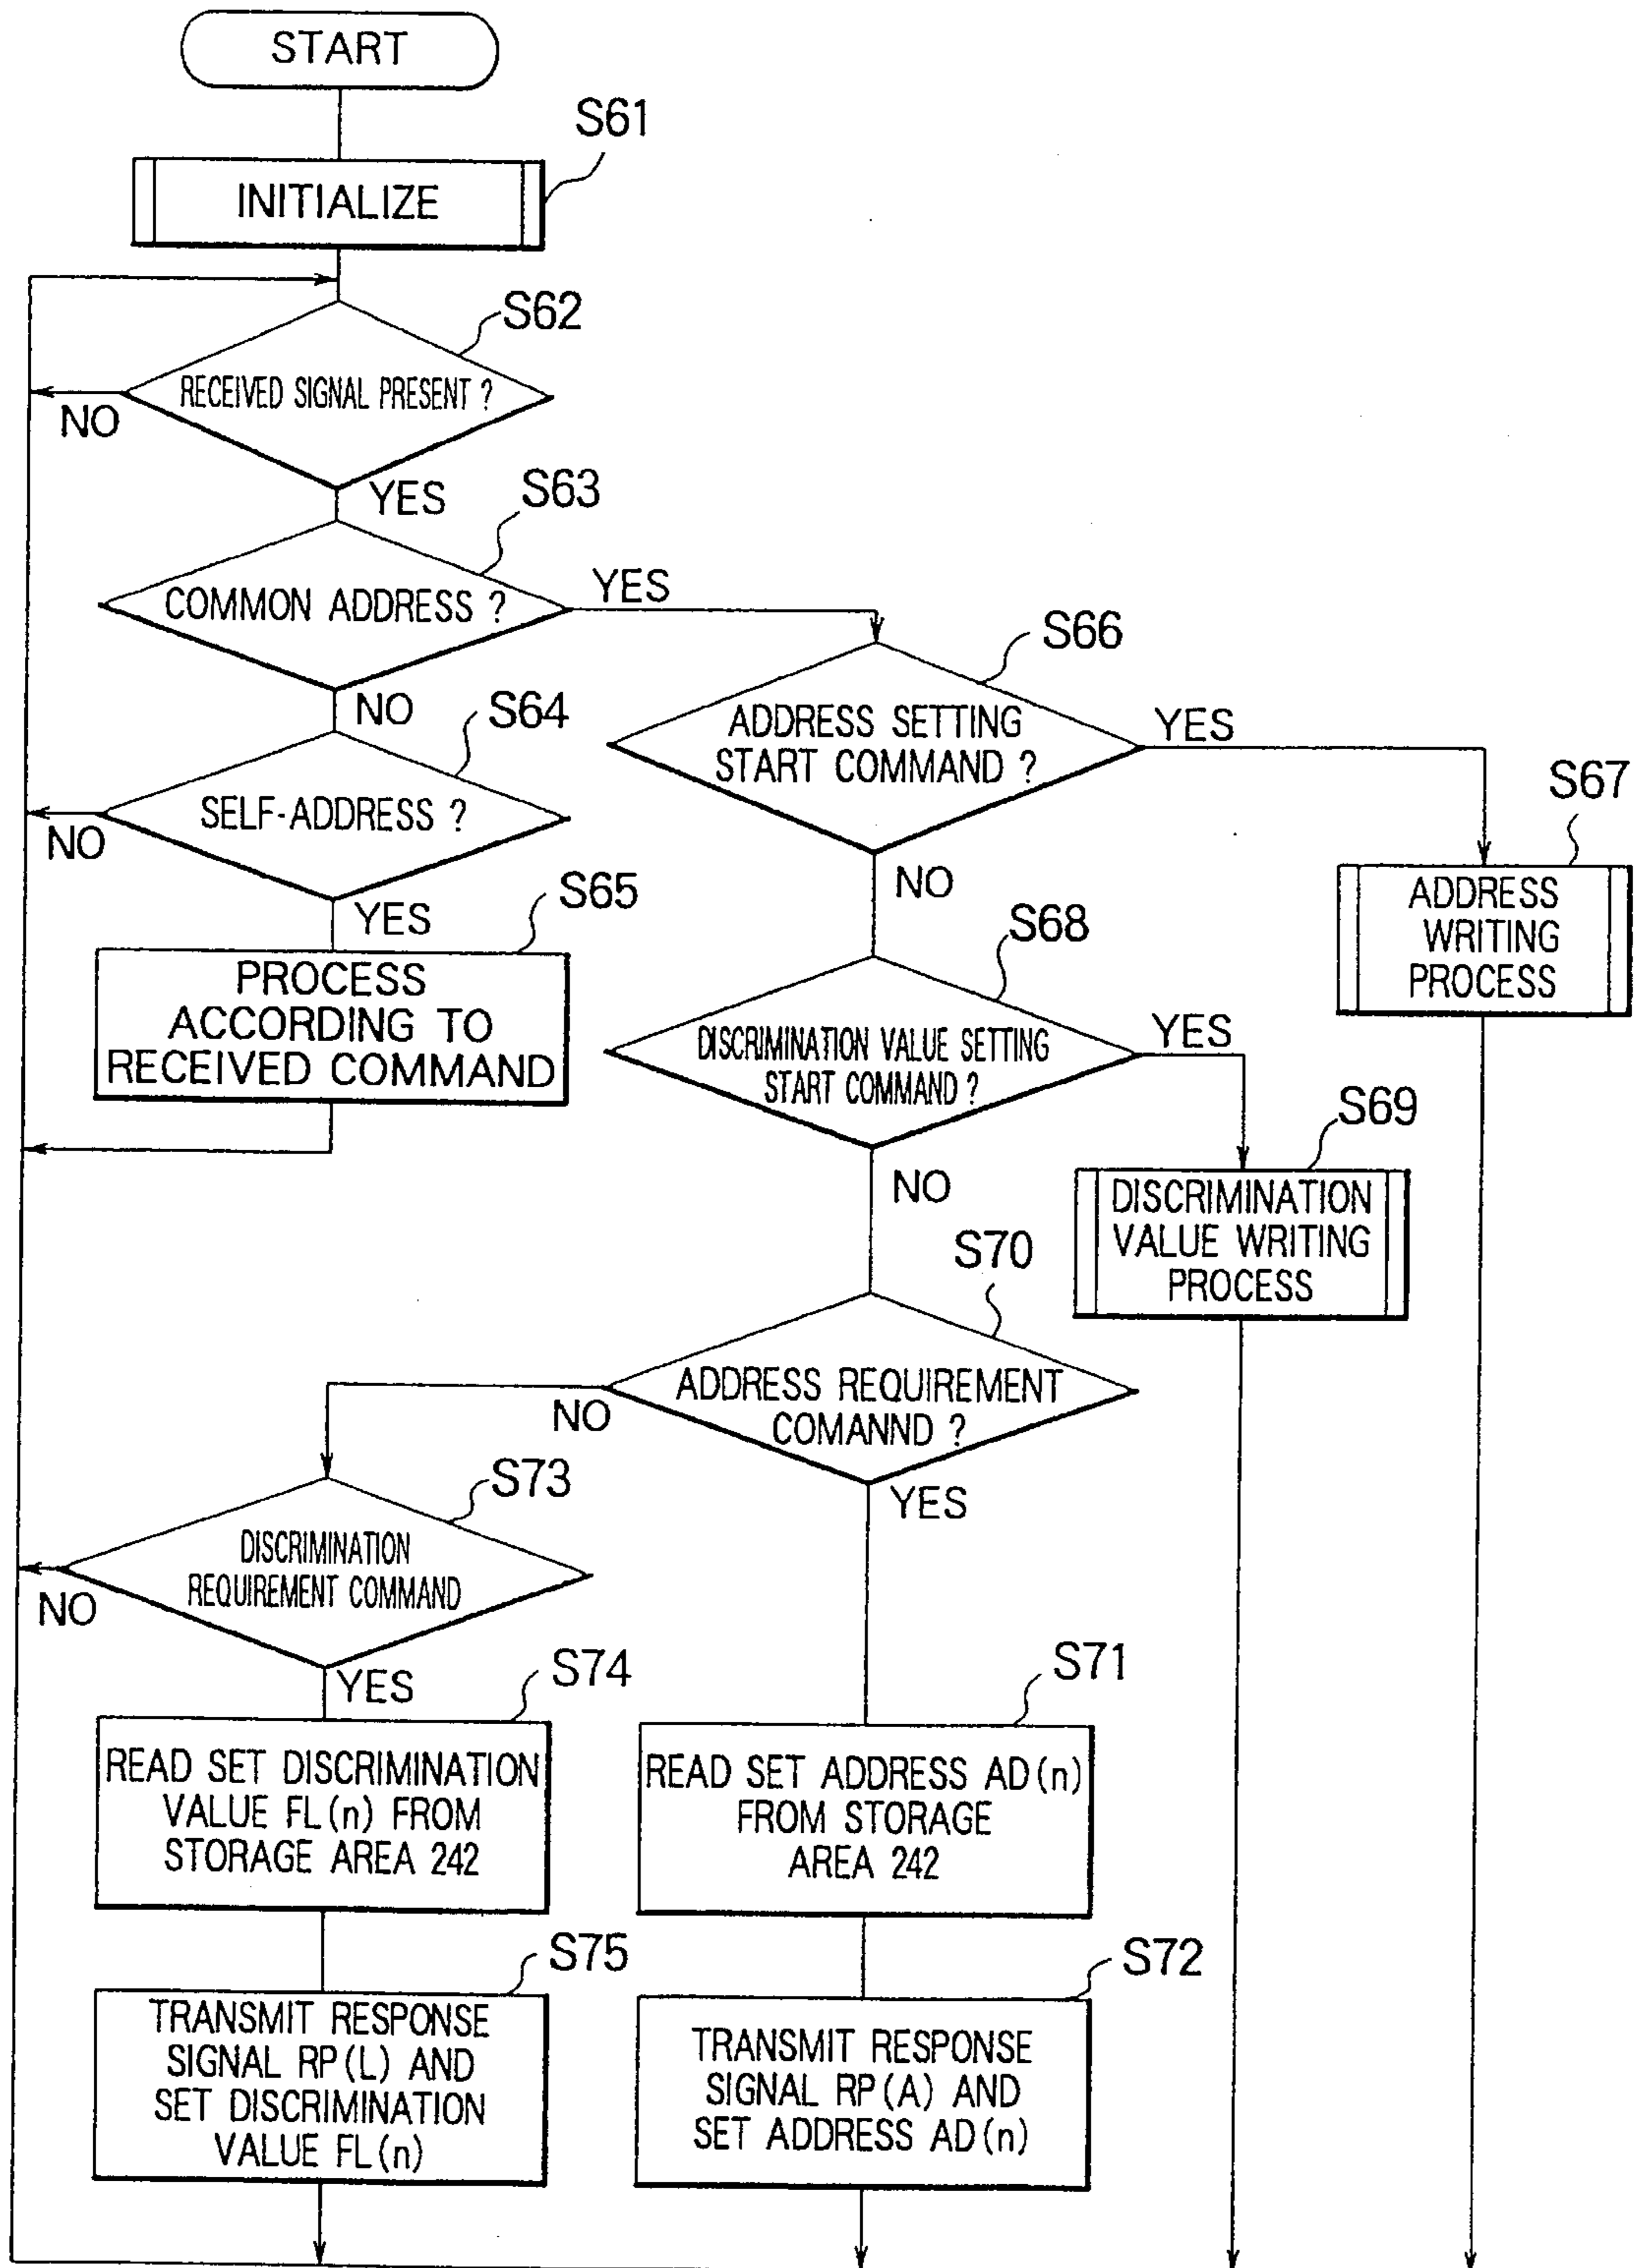 START
S61
INITIALIZE
S62
RECEIVED SIGNAL PRESENT ?
NO
YES
S63
COMMON ADDRESS ?
YES
NO
S64
SELF-ADDRESS ?
NO
YES
S65
PROCESS
ACCORDING TO
RECEIVED COMMAND
S66
ADDRESS SETTING
START COMMAND ?
YES
NO
S67
ADDRESS
WRITING
PROCESS
S68
DISCRIMINATION VALUE SETTING
START COMMAND ?
YES
NO
S69
DISCRIMINATION
VALUE WRITING
PROCESS
S70
ADDRESS REQUIREMENT
COMANND ?
NO
YES
S73
DISCRIMINATION
REQUIREMENT COMMAND
NO
YES
S74
READ SET DISCRIMINATION
VALUE FL(n) FROM
STORAGE AREA 242
S75
TRANSMIT RESPONSE
SIGNAL RP(L) AND
SET DISCRIMINATION
VALUE FL(n)
S71
READ SET ADDRESS AD(n)
FROM STORAGE
AREA 242
S72
TRANSMIT RESPONSE
SIGNAL RP(A) AND
SET ADDRESS AD(n)